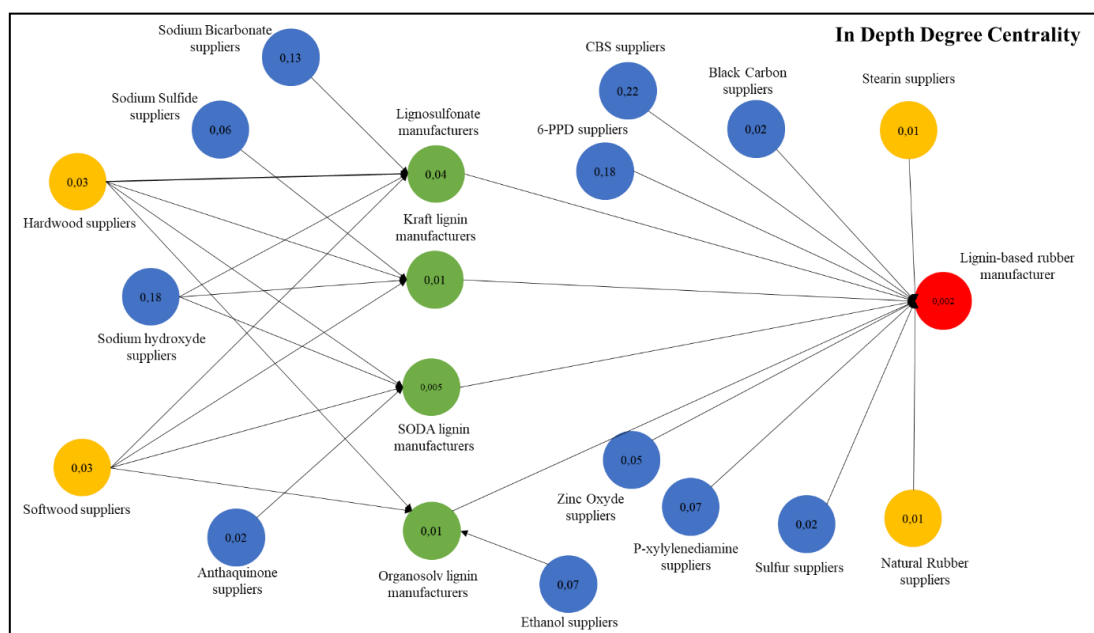 In Depth Degree Centrality
Sodium Bicarbonate
suppliers
0,13
CBS suppliers
0,22
Black Carbon
suppliers
0,02
Stearin suppliers
0,01
Sodium Sulfide
suppliers
0,06
Lignosulfonate
manufacturers
0,04
6-PPD suppliers
0,18
0,03
Hardwood suppliers
Kraft lignin
manufacturers
0,01
Lignin-based rubber
manufacturer
0,002
0,18
Sodium hydroxyde
suppliers
0,005
SODA lignin
manufacturers
0,03
Softwood suppliers
0,05
Zinc Oxyde
suppliers
0,07
P-xylylenediamine
suppliers
0,02
Sulfur suppliers
0,01
Natural Rubber
suppliers
0,02
Anthaquinone
suppliers
0,01
Organosolv lignin
manufacturers
0,07
Ethanol suppliers